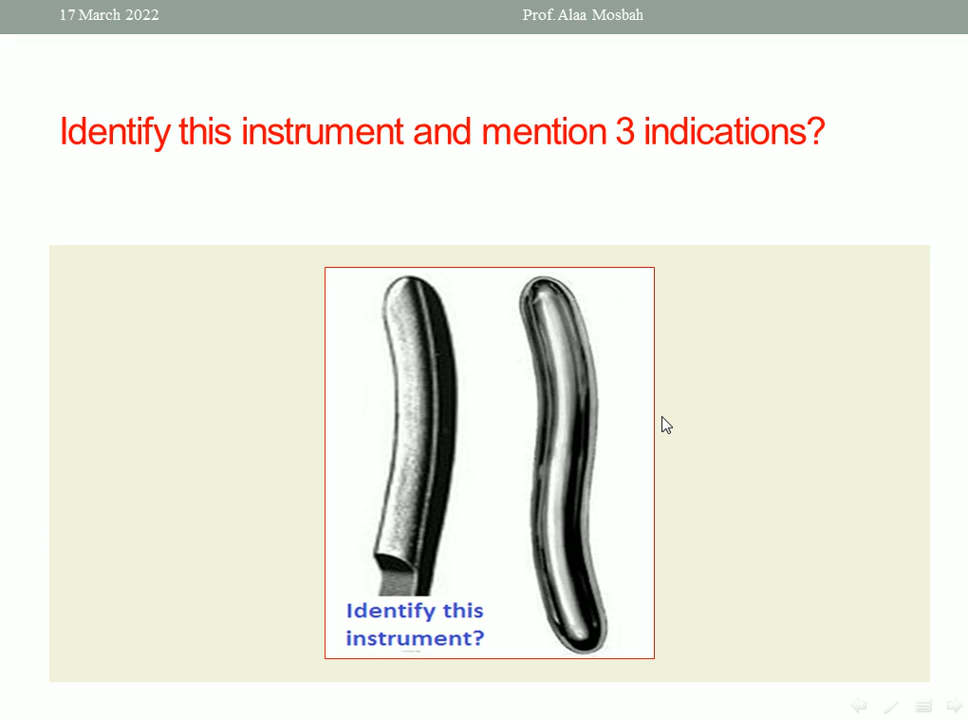 17 March 2022 Prof. Alaa Mosbah
Identify this instrument and mention 3 indications?
Identify this
instrument?